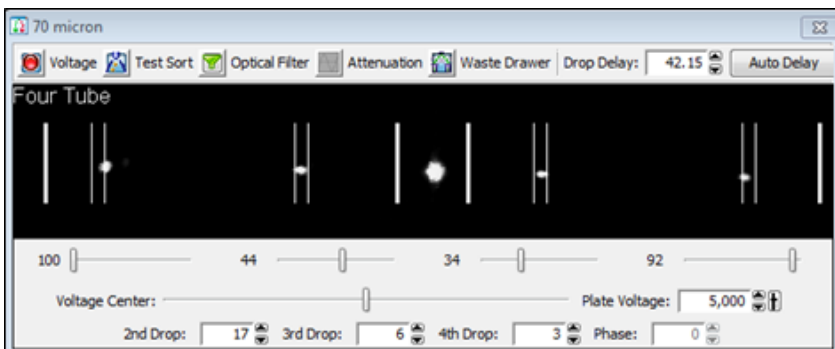 70 micron
Voltage Test Sort Optical Filter Attenuation Waste Drawer Drop Delay: 42.15 Auto Delay
Four Tube
100 44 34 92
Voltage Center: Plate Voltage: 5,000
2nd Drop: 17 3rd Drop: 6 4th Drop: 3 Phase: 0